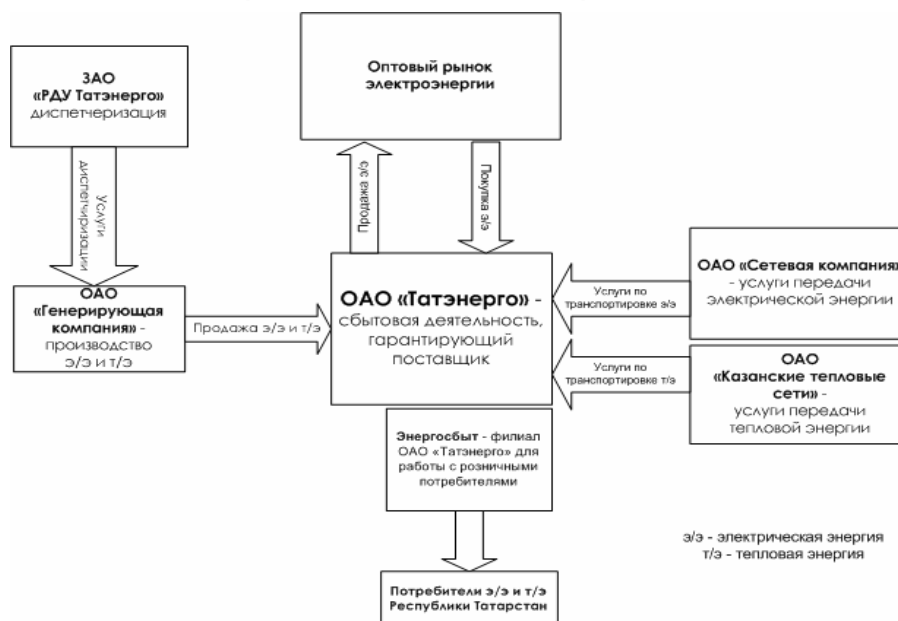 ЗАО
«РДУ Татэнерго»
диспетчеризация
Оптовый рынок
электроэнергии
Услуги
диспетчиризации
Продажа э/э
Покупка э/э
ОАО
«Генерирующая
компания» -
производство
э/э и т/э
Продажа э/э и т/э
ОАО «Татэнерго» -
сбытовая деятельность,
гарантирующий
поставщик
Услуги по
транспортировке э/э
ОАО «Сетевая компания»
- услуги передачи
электрической энергии
Услуги по
транспортировке т/э
ОАО
«Казанские тепловые
сети» -
услуги передачи
тепловой энергии
Энергосбыт - филиал
ОАО «Татэнерго» для
работы с розничными
потребителями
э/э - электрическая энергия
т/э - тепловая энергия
Потребители э/э и т/э
Республики Татарстан